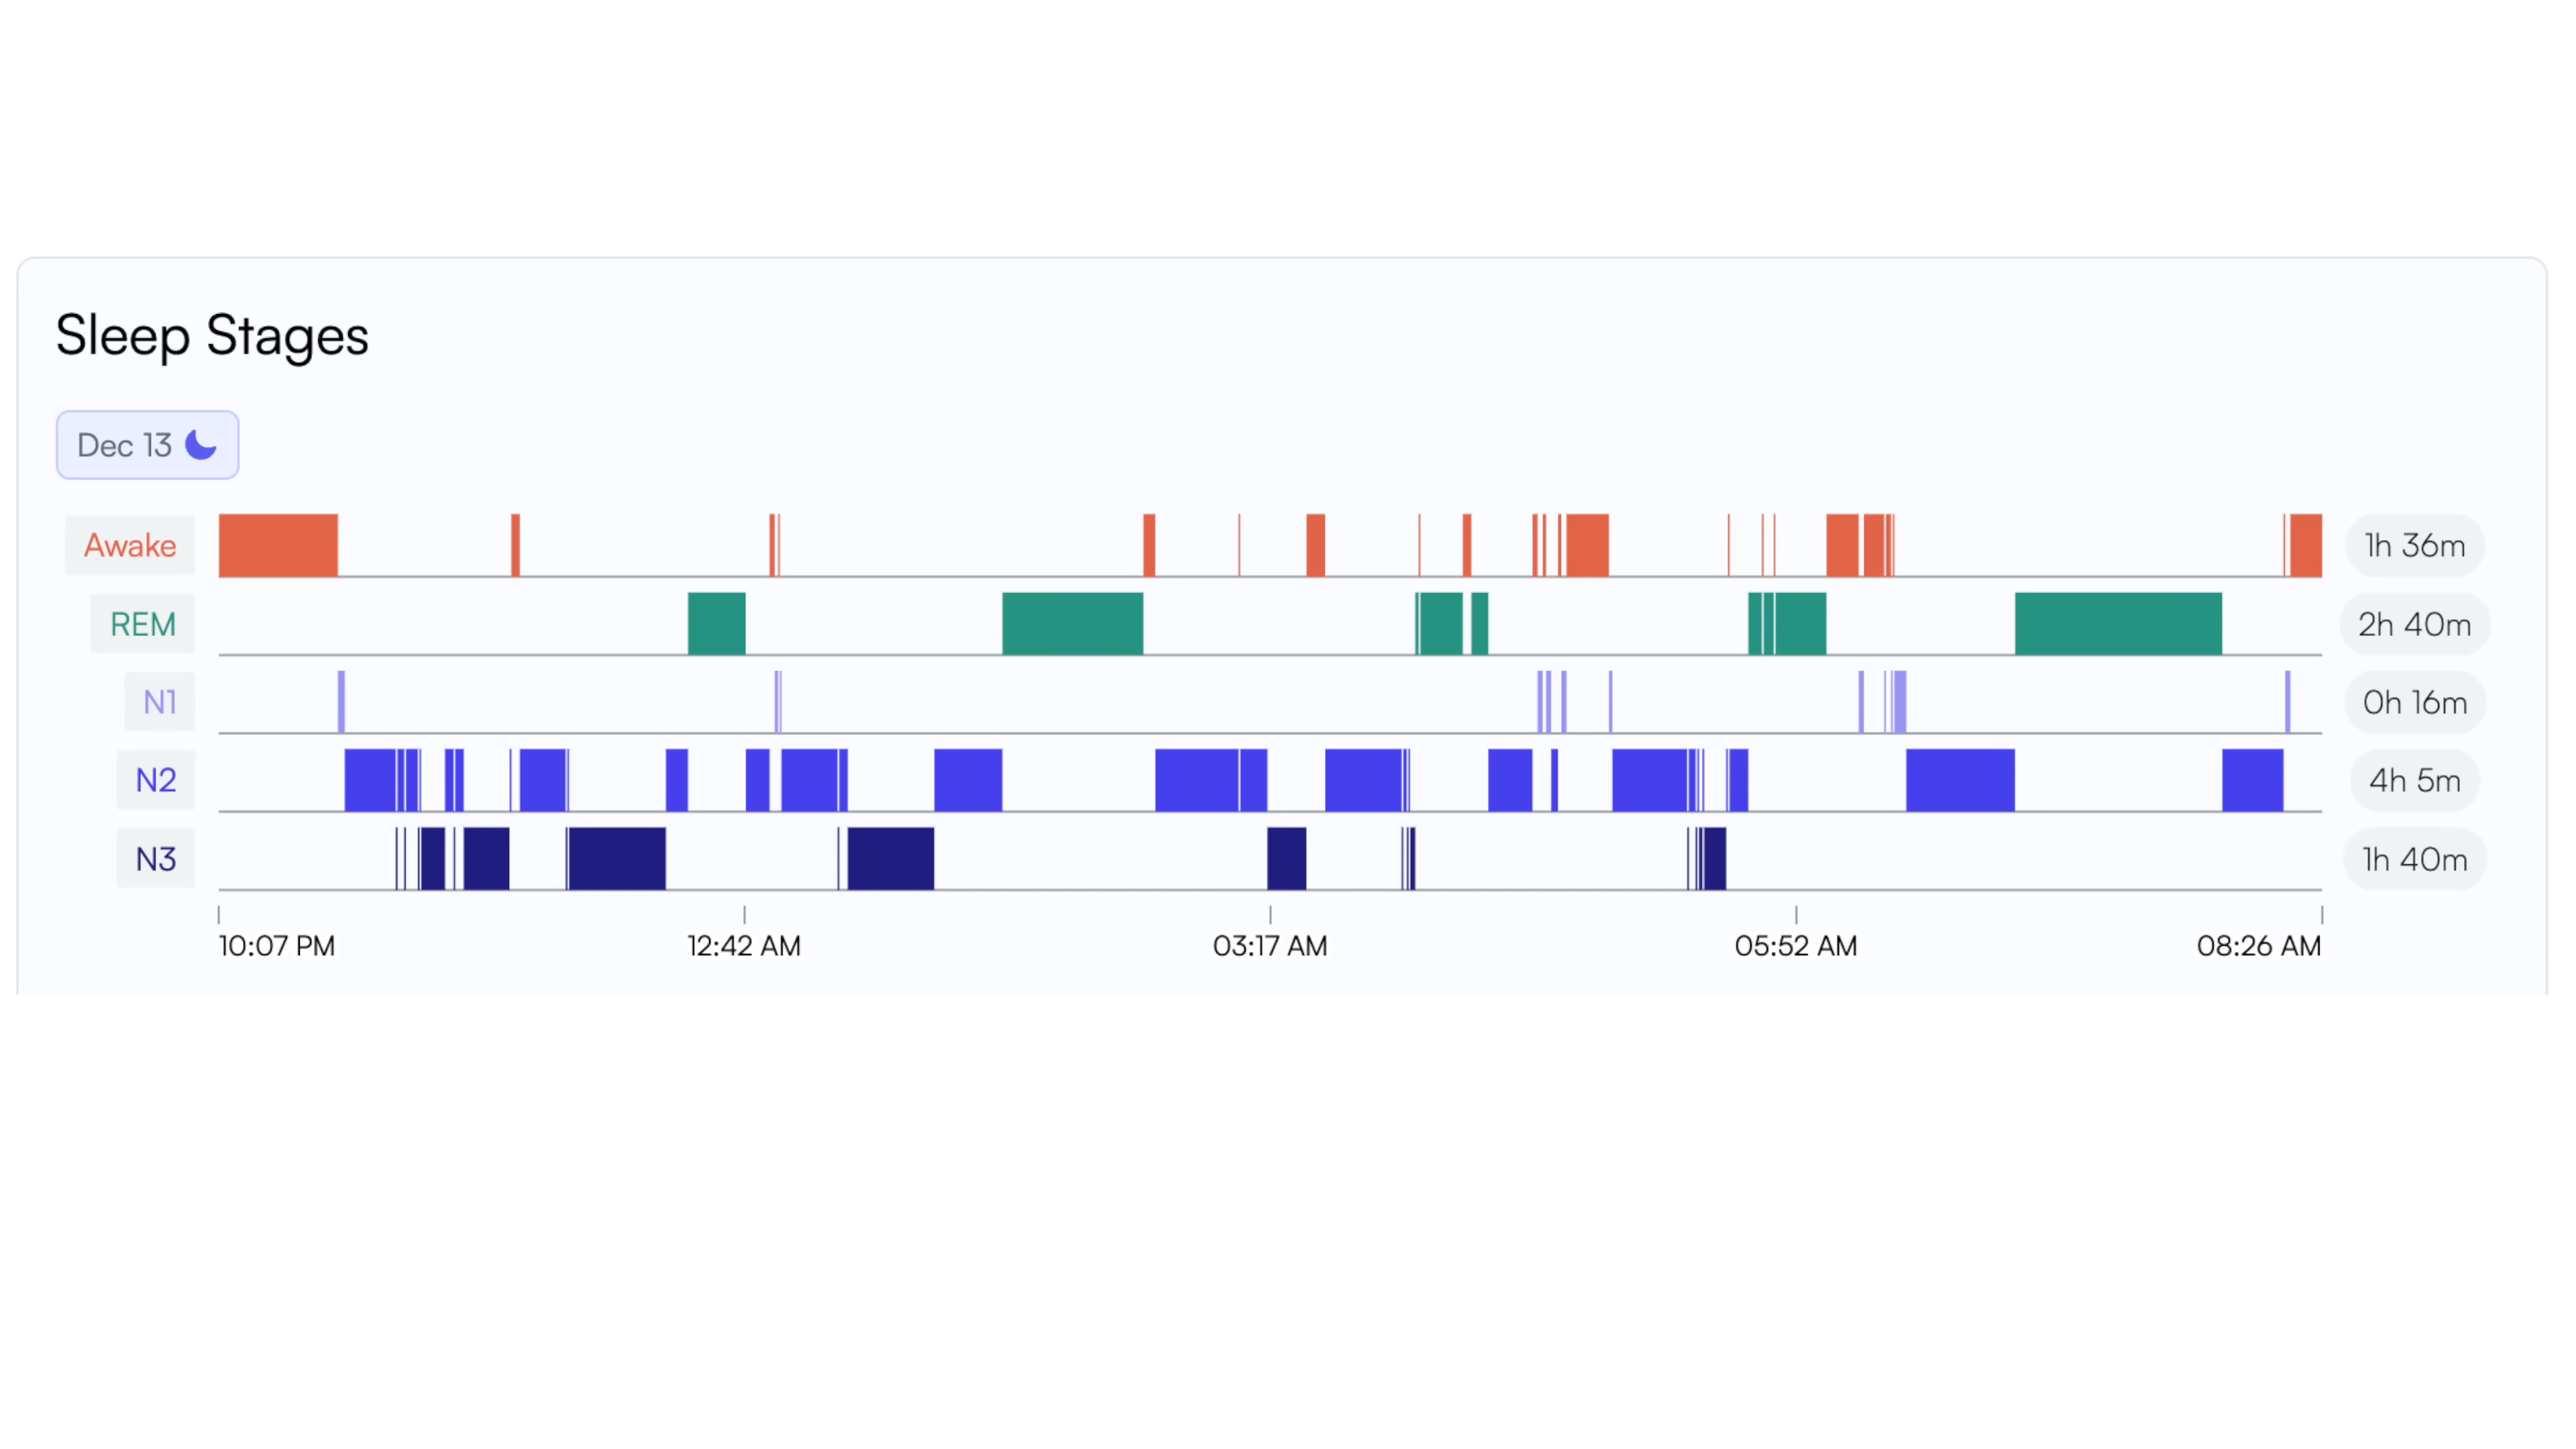 Sleep Stages
Dec 13
Awake 1h 36m
REM 2h 40m
N1 0h 16m
N2 4h 5m
N3 1h 40m
10:07 PM 12:42 AM 03:17 AM 05:52 AM 08:26 AM